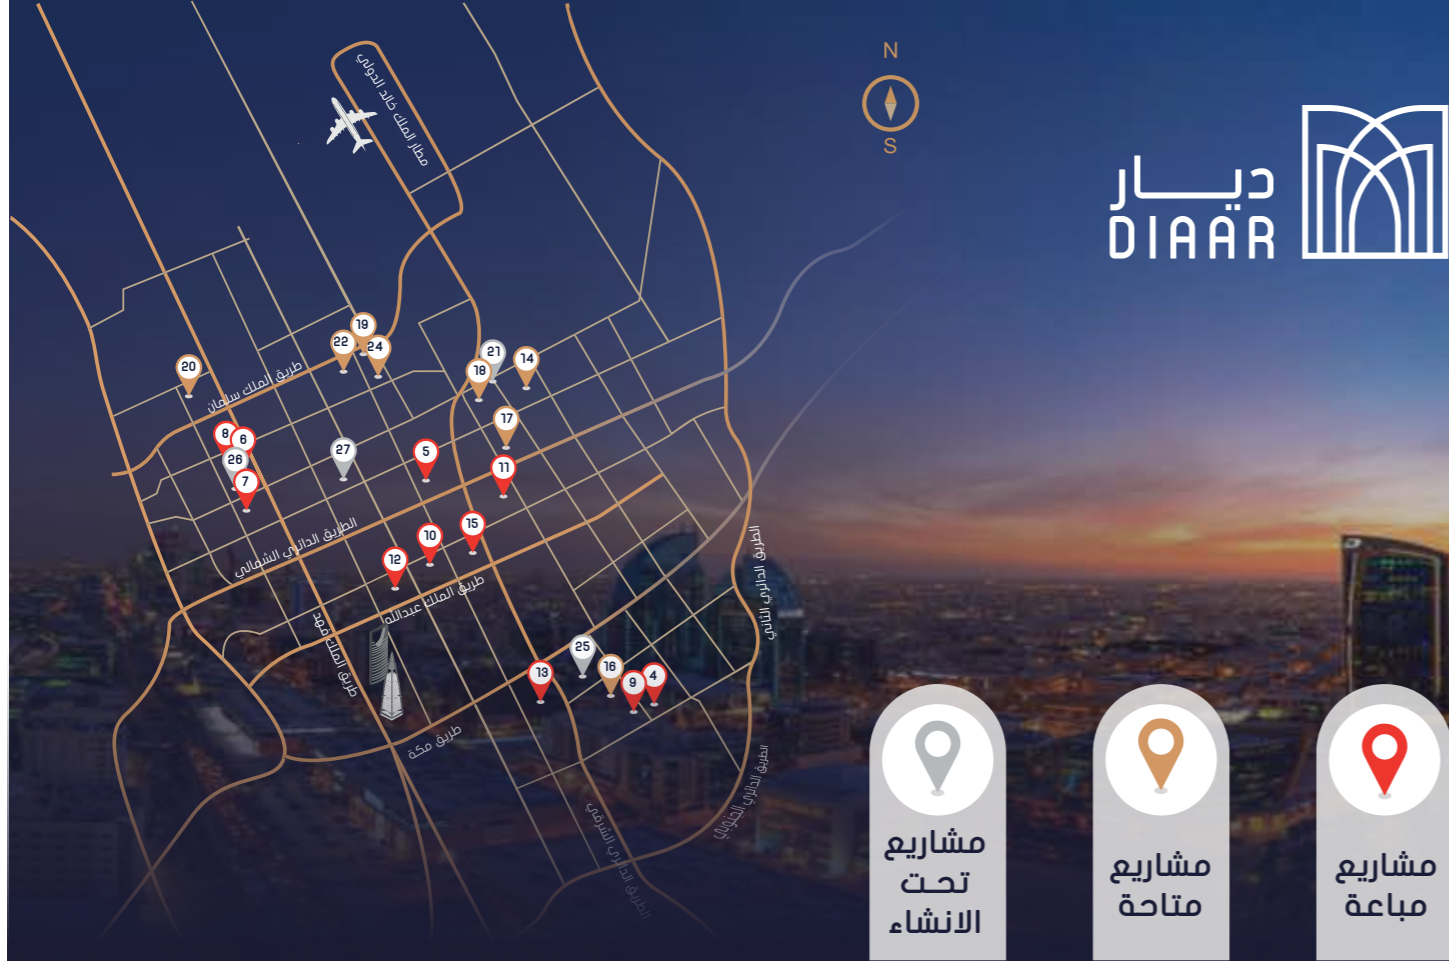 N
S
ديــار
DIAAR
مطار الملك خالد الدولي
19
22
24
21
14
18
20
طريق الملك سلمان
17
8
6
26
7
27
5
11
15
10
12
الطريق الدائري الشمالي
طريق الملك عبدالله
طريق الملك فهد
الطريق الدائري الثاني
25
16
13
9
4
طريق مكة
الطريق الدائري الجنوبي
الطريق الدائري الشرقي
مشاريع
تحت
الانشاء
مشاريع
متاحة
مشاريع
مباعة